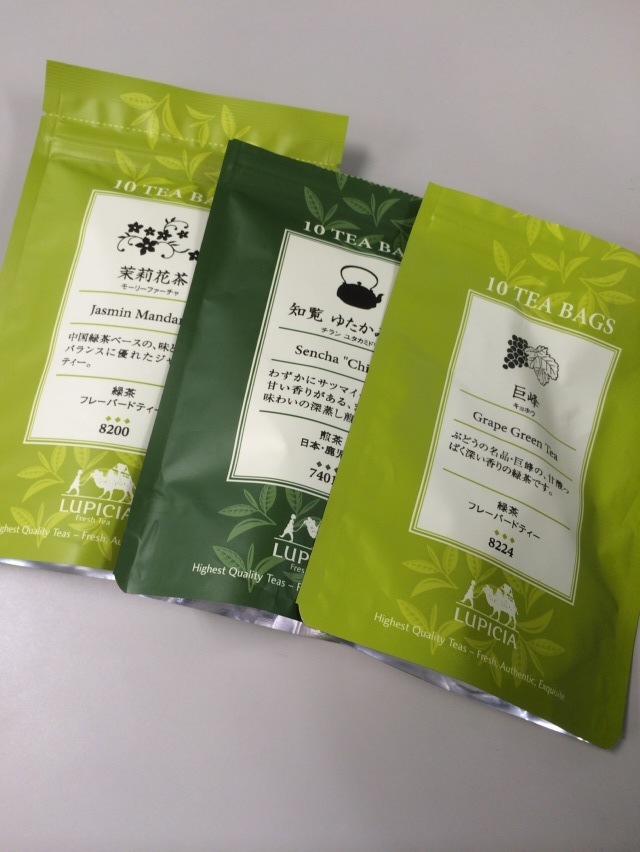 10 TEA BA
茉莉花茶
モーリーファーチャ
Jasmin
中国緑茶ベースの、味と
バランスに優れたジ
ティー。
緑茶
フレーバードティー
8200
LUPICIA
Fresh Tea
Highest Quality Teas – Fresh, Authen
10 TEA BA
知覧 ゆたかみ
チラン ユタカミド
Sencha "Chi
わずかにサツマイ
甘い香りがある、
味わいの深蒸し煎
煎茶
日本・鹿児
7401
LUPIC
Fres
Highest Quality Teas – F
10 TEA BAGS
巨峰
キョホウ
Grape Green Tea
ぶどうの名品・巨峰の、甘酸っ
ぱく深い香りの緑茶です。
緑茶
フレーバードティー
8224
LUPICIA
Highest Quality Teas – Fresh, Authentic, Exquisite